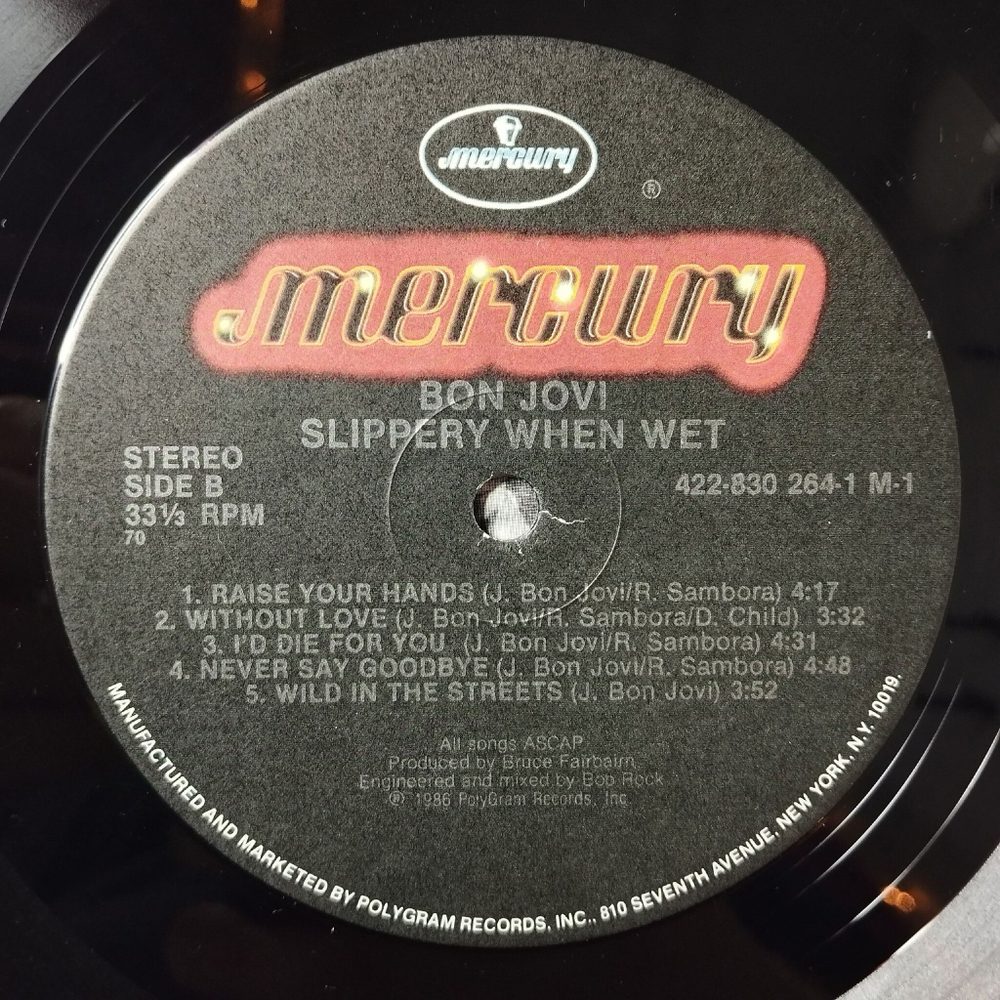 mercury
®
mercury
BON JOVI
SLIPPERY WHEN WET
STEREO
SIDE B
33⅓ RPM
70
422-830 264-1 M-1
1. RAISE YOUR HANDS (J. Bon Jovi/R. Sambora) 4:17
2. WITHOUT LOVE (J. Bon Jovi/R. Sambora/D. Child) 3:32
3. I'D DIE FOR YOU (J. Bon Jovi/R. Sambora) 4:31
4. NEVER SAY GOODBYE (J. Bon Jovi/R. Sambora) 4:48
5. WILD IN THE STREETS (J. Bon Jovi) 3:52
All songs ASCAP
Produced by Bruce Fairbairn
Engineered and mixed by Bob Rock
℗ 1986 PolyGram Records, Inc
MANUFACTURED AND MARKETED BY POLYGRAM RECORDS, INC., 810 SEVENTH AVENUE, NEW YORK, N.Y. 10019.